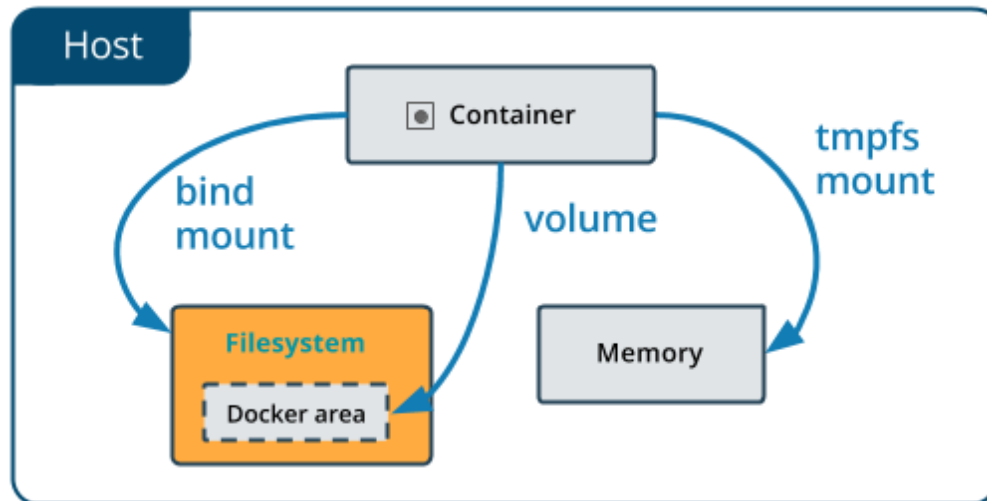 Host
Container
bind
mount
volume
tmpfs
mount
Filesystem
Docker area
Memory